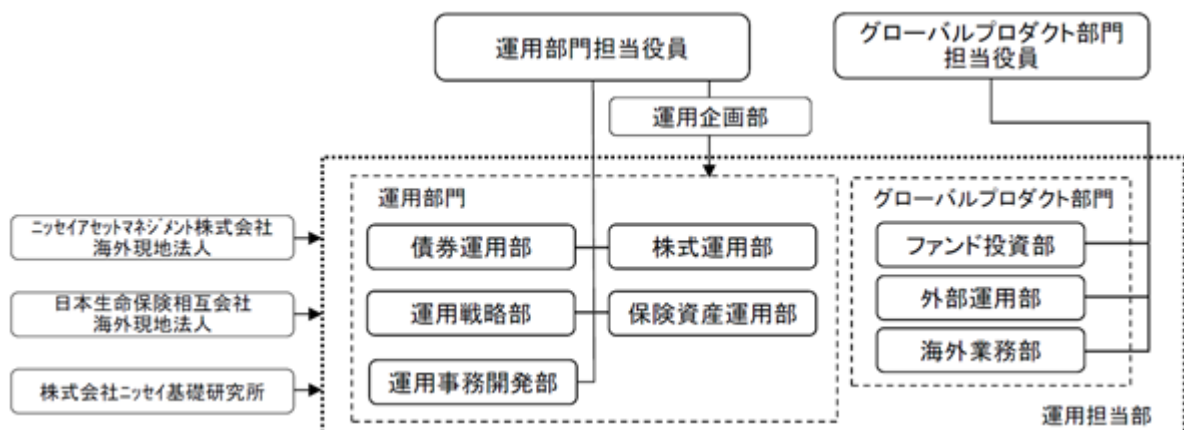 運用部門担当役員
グローバルプロダクト部門
担当役員
運用企画部
運用部門
グローバルプロダクト部門
ニッセイアセットマネジメント株式会社
海外現地法人
債券運用部
株式運用部
ファンド投資部
日本生命保険相互会社
海外現地法人
運用戦略部
保険資産運用部
外部運用部
海外業務部
株式会社ニッセイ基礎研究所
運用事務開発部
運用担当部